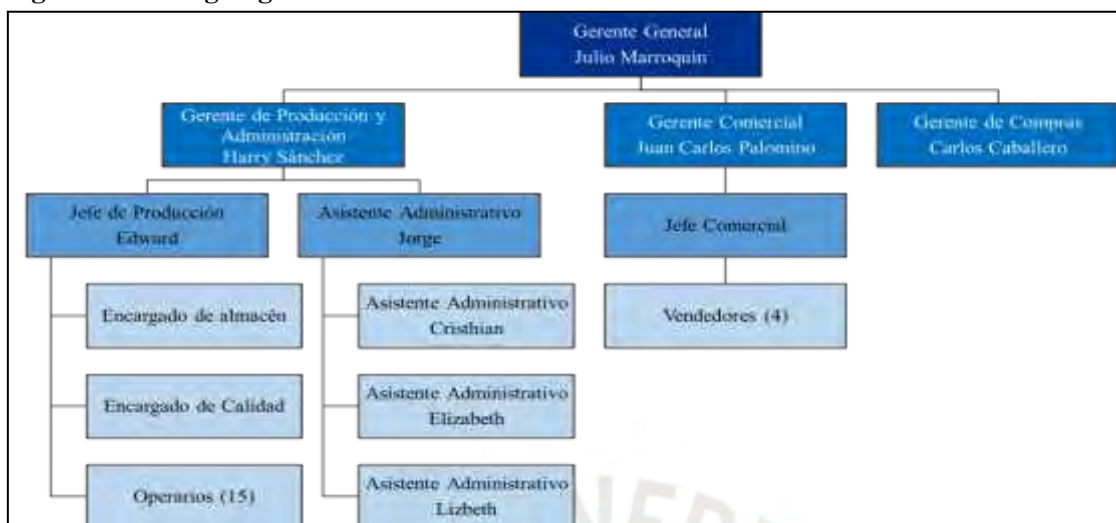 Gerente General
Julio Marroquin
Gerente de Producción y
Administración
Harry Sánchez
Gerente Comercial
Juan Carlos Palomino
Gerente de Compras
Carlos Caballero
Jefe de Producción
Edward
Asistente Administrativo
Jorge
Jefe Comercial
Encargado de almacén
Asistente Administrativo
Cristhian
Vendedores (4)
Encargado de Calidad
Asistente Administrativo
Elizabeth
Operarios (15)
Asistente Administrativo
Lizbeth